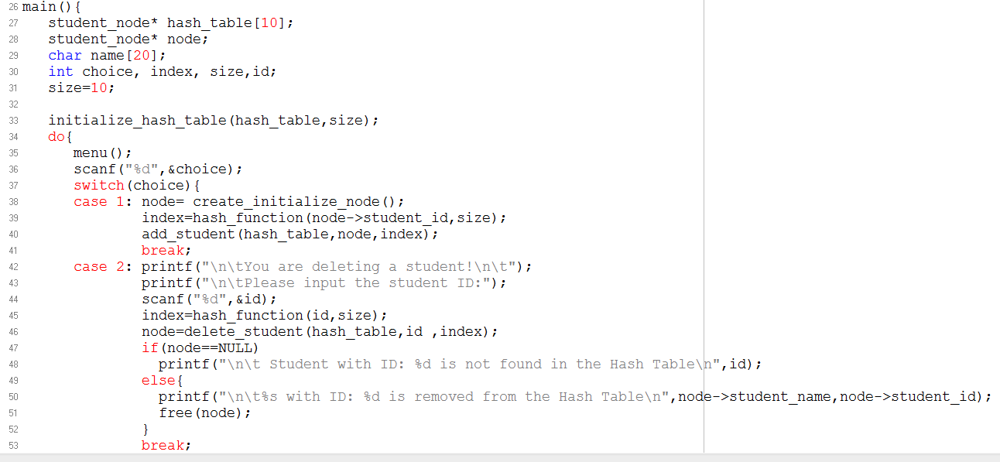 26 main(){
27 student_node* hash_table[10];
28 student_node* node;
29 char name[20];
30 int choice, index, size,id;
31 size=10;
32
33 initialize_hash_table(hash_table,size);
34 do{
35 menu();
36 scanf("%d",&choice);
37 switch(choice){
38 case 1: node= create_initialize_node();
39 index=hash_function(node->student_id,size);
40 add_student(hash_table,node,index);
41 break;
42 case 2: printf("\n\tYou are deleting a student!\n\t");
43 printf("\n\tPlease input the student ID:");
44 scanf("%d",&id);
45 index=hash_function(id,size);
46 node=delete_student(hash_table,id ,index);
47 if(node==NULL)
48 printf("\n\t Student with ID: %d is not found in the Hash Table\n",id);
49 else{
50 printf("\n\t%s with ID: %d is removed from the Hash Table\n",node->student_name,node->student_id);
51 free(node);
52 }
53 break;